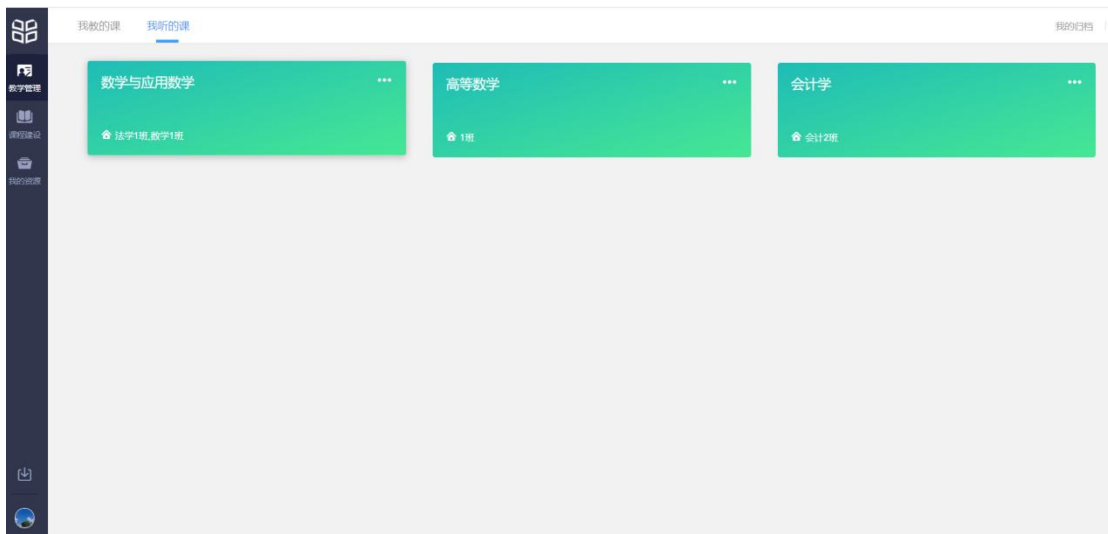 我教的课
我听的课
我的归档
教学管理
课程建设
我的资源
数学与应用数学
法学1班,数学1班
高等数学
1班
会计学
会计2班